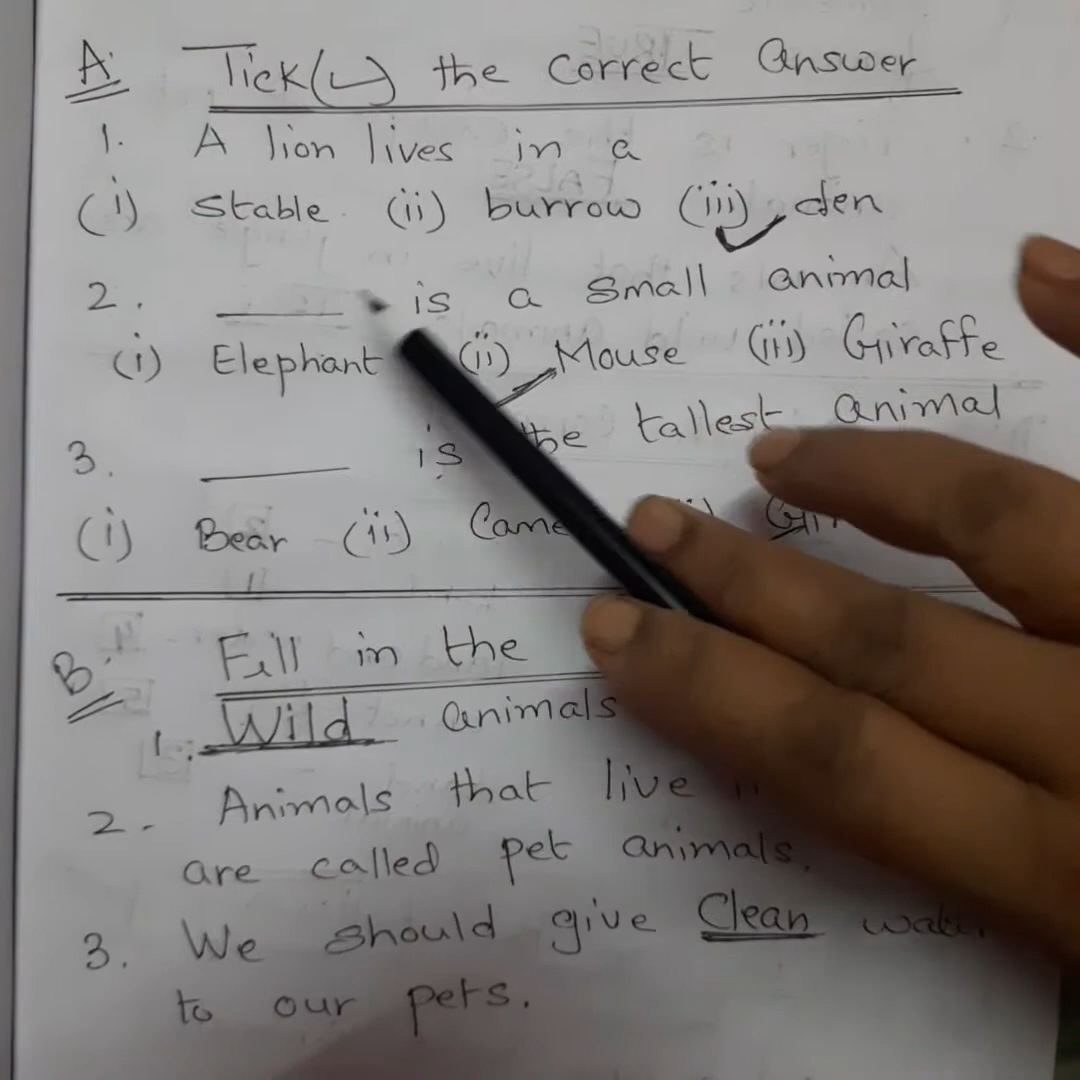 A. Tick(✓) the correct answer
1. A lion lives in a
(i) Stable (ii) burrow (iii) den
2. ____ is a small animal
(i) Elephant (ii) Mouse (iii) Giraffe
3. ____ is the tallest animal
(i) Bear (ii)
B. Fill in the
1. Wild animals
2. Animals that live
are called pet animals.
3. We should give Clean
to our pets.